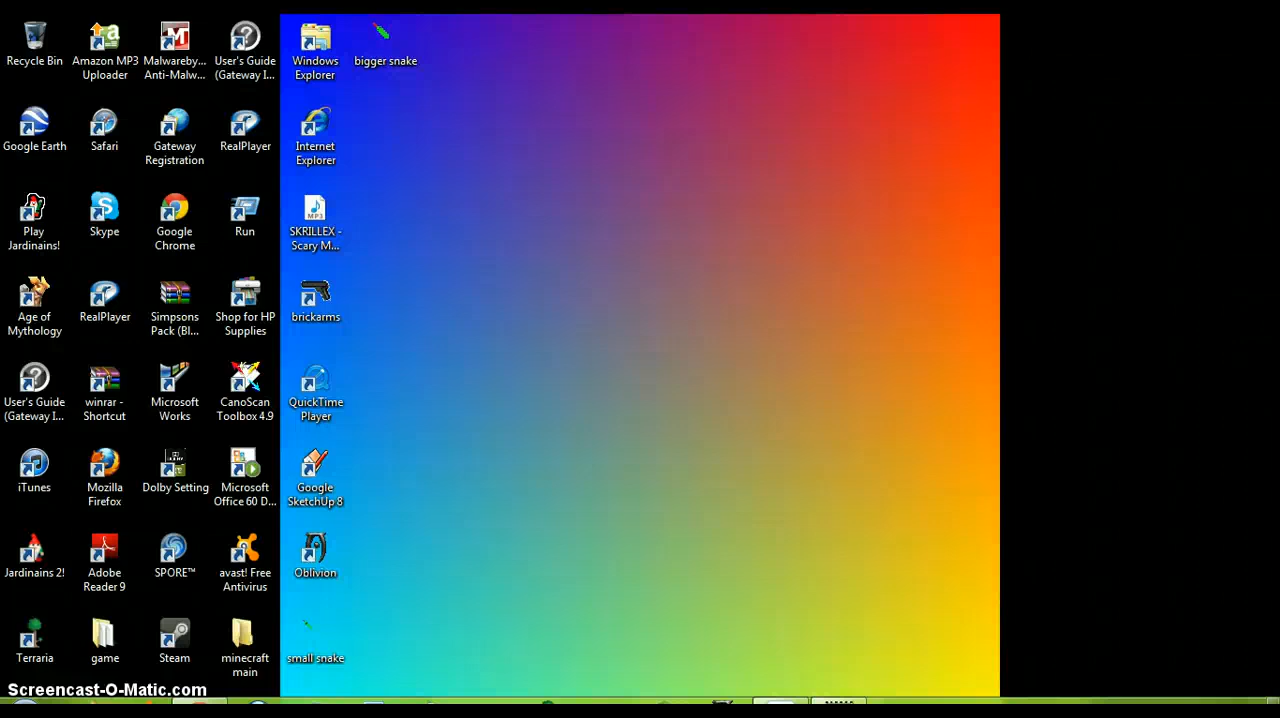 Recycle Bin
Amazon MP3
Uploader
Malwareby...
Anti-Malw...
User's Guide
(Gateway I...
Windows
Explorer
bigger snake
Google Earth
Safari
Gateway
Registration
RealPlayer
Internet
Explorer
Play
Jardinains!
Skype
Google
Chrome
Run
MP3
SKRILLEX -
Scary M...
Age of
Mythology
RealPlayer
Simpsons
Pack (Bl...
Shop for HP
Supplies
brickarms
User's Guide
(Gateway I...
winrar -
Shortcut
Microsoft
Works
CanoScan
Toolbox 4.9
QuickTime
Player
iTunes
Mozilla
Firefox
Dolby Setting
Microsoft
Office 60 D...
Google
SketchUp 8
Jardinains 2!
Adobe
Reader 9
SPORE™
avast! Free
Antivirus
Oblivion
Terraria
game
Steam
minecraft
main
small snake
Screencast-O-Matic.com